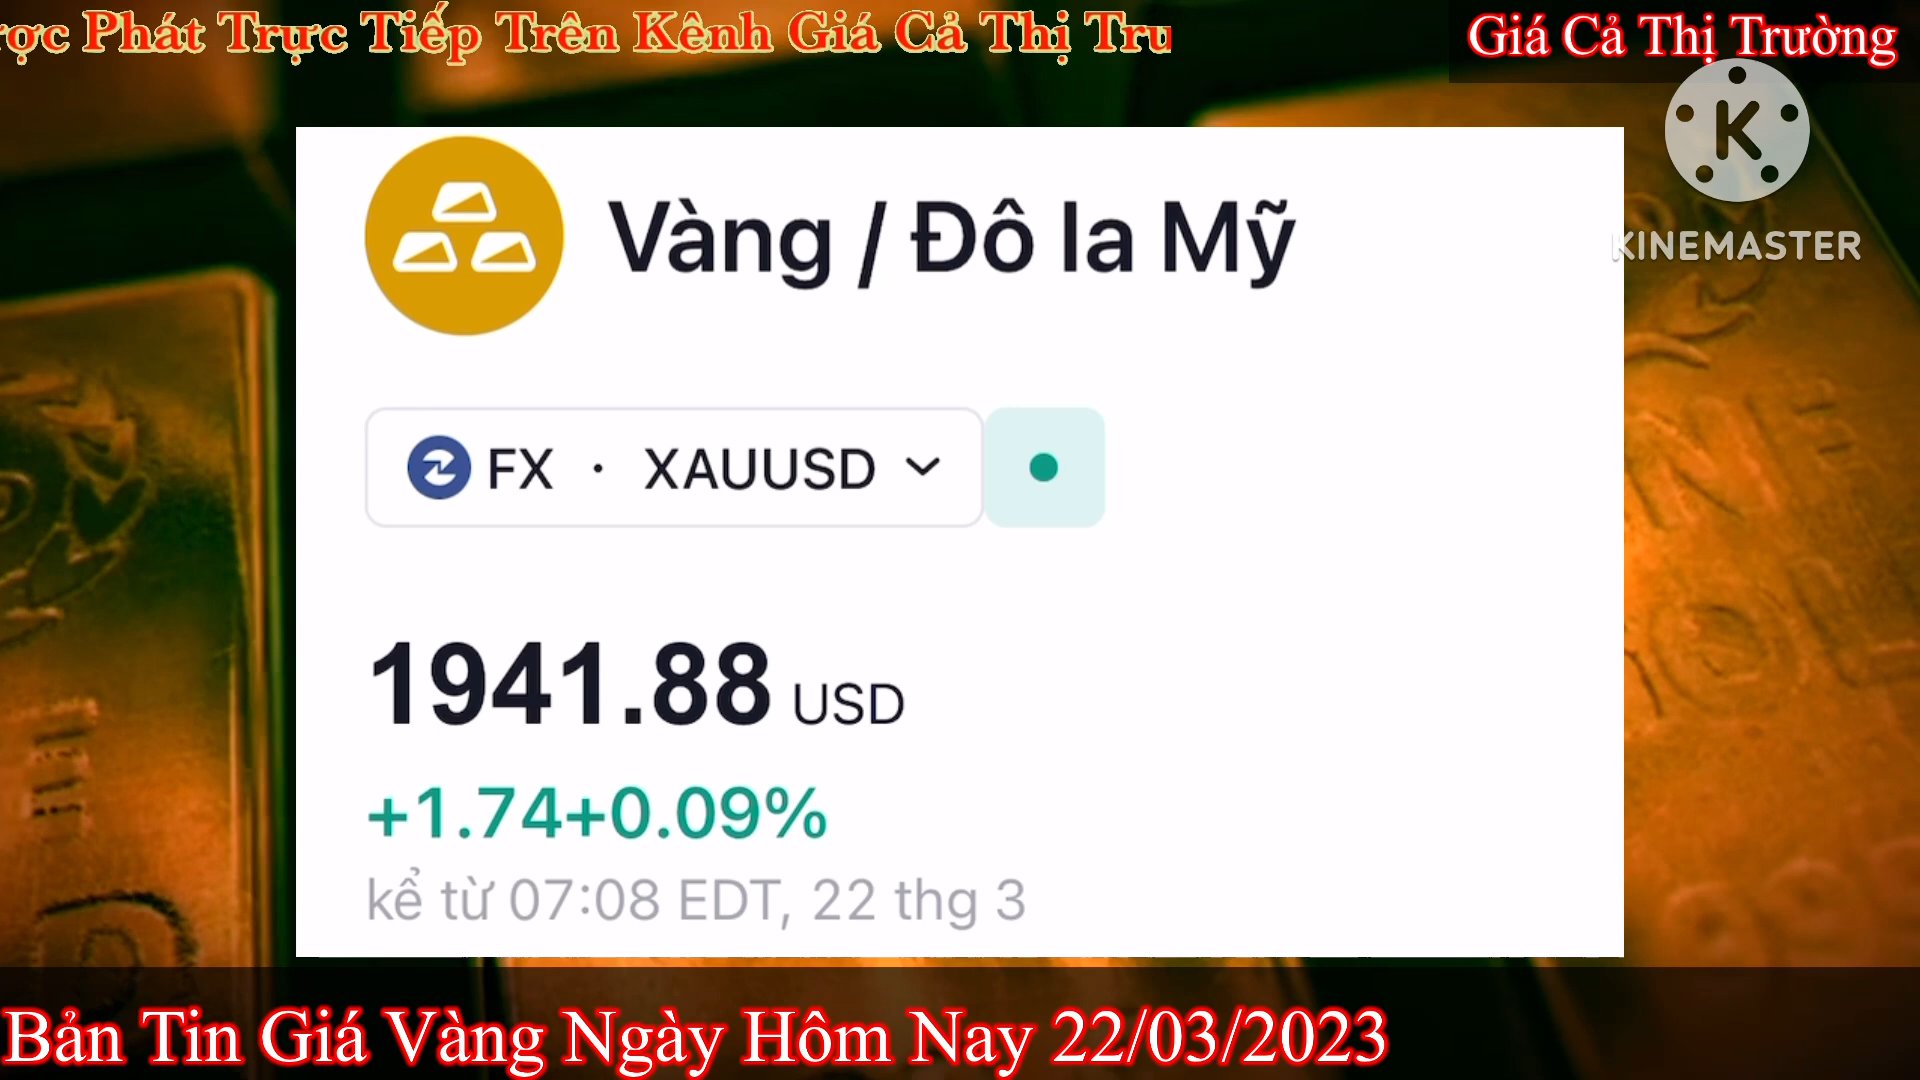 Phát Trực Tiếp Trên Kênh Giá Cả Thị
Giá Cả Thị Trường
K
KINEMASTER
Vàng / Đô la Mỹ
FX · XAUUSD
1941.88 USD
+1.74+0.09%
kể từ 07:08 EDT, 22 thg 3
Bản Tin Giá Vàng Ngày Hôm Nay 22/03/2023